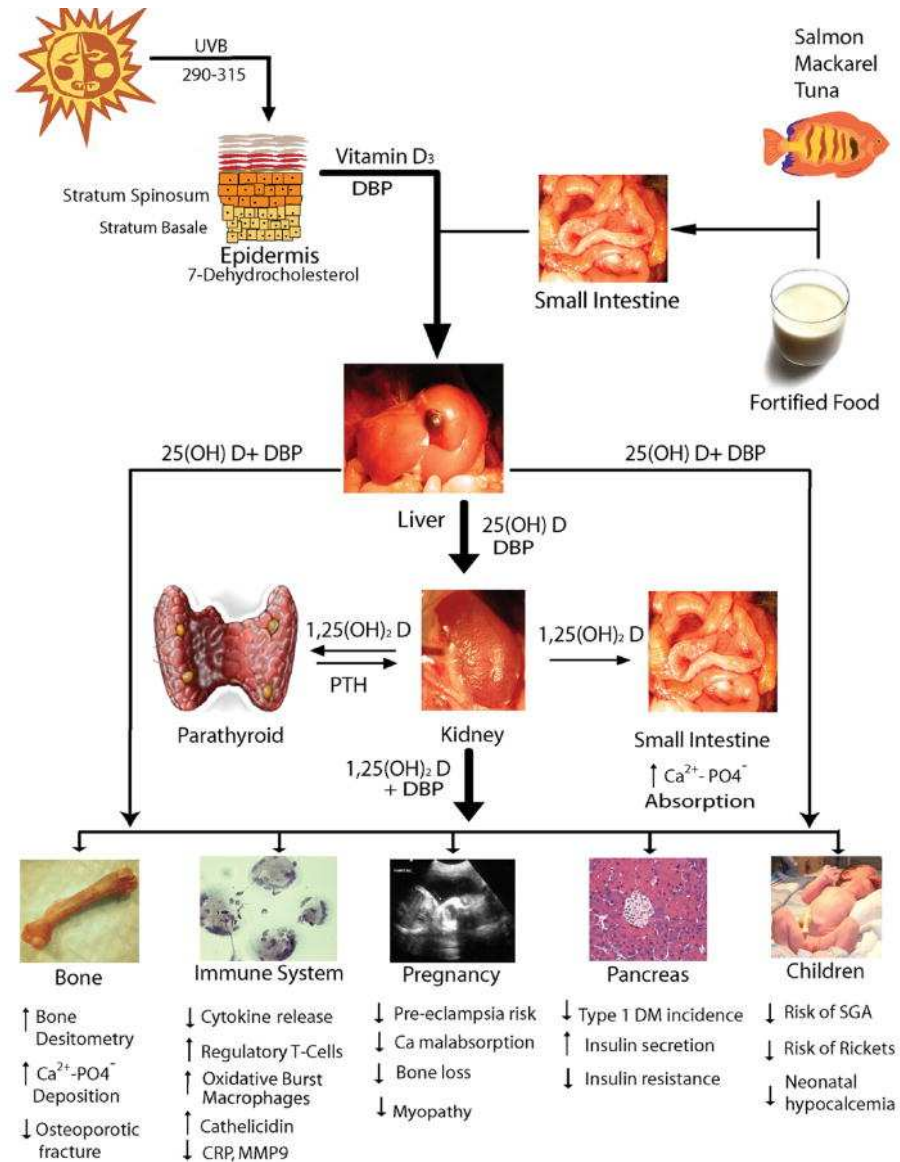 UVB
290-315
Salmon
Mackarel
Tuna
Vitamin D₃
DBP
Stratum Spinosum
Stratum Basale
Epidermis
7-Dehydrocholesterol
Small Intestine
Fortified Food
25(OH) D+ DBP
25(OH) D+ DBP
Liver
25(OH) D
DBP
1,25(OH)₂ D
PTH
1,25(OH)₂ D
Parathyroid
Kidney
Small Intestine
↑ Ca²⁺- PO4⁻
Absorption
1,25(OH)₂ D
+ DBP
Bone
↑ Bone
Desitometry
↑ Ca²⁺-PO4⁻
Deposition
↓ Osteoporotic
fracture
Immune System
↓ Cytokine release
↑ Regulatory T-Cells
↑ Oxidative Burst
Macrophages
↑ Cathelicidin
↓ CRP, MMP9
Pregnancy
↓ Pre-eclampsia risk
↓ Ca malabsorption
↓ Bone loss
↓ Myopathy
Pancreas
↓ Type 1 DM incidence
↑ Insulin secretion
↓ Insulin resistance
Children
↓ Risk of SGA
↓ Risk of Rickets
↓ Neonatal
hypocalcemia